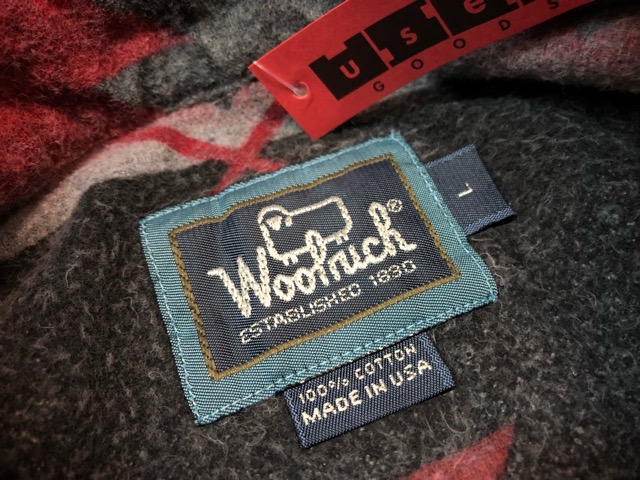 USED
GOODS
Woolrich®
ESTABLISHED 1830
L
100% COTTON
MADE IN USA